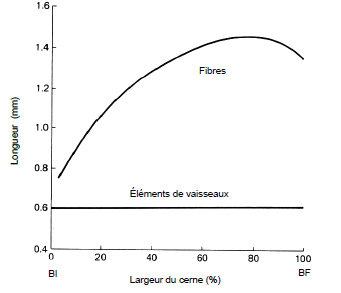 1.6
1.4
1.2
1.0
0.8
0.6
0.4
Longueur (mm)
Fibres
Éléments de vaisseaux
0 20 40 60 80 100
BI BF
Largeur du cerne (%)